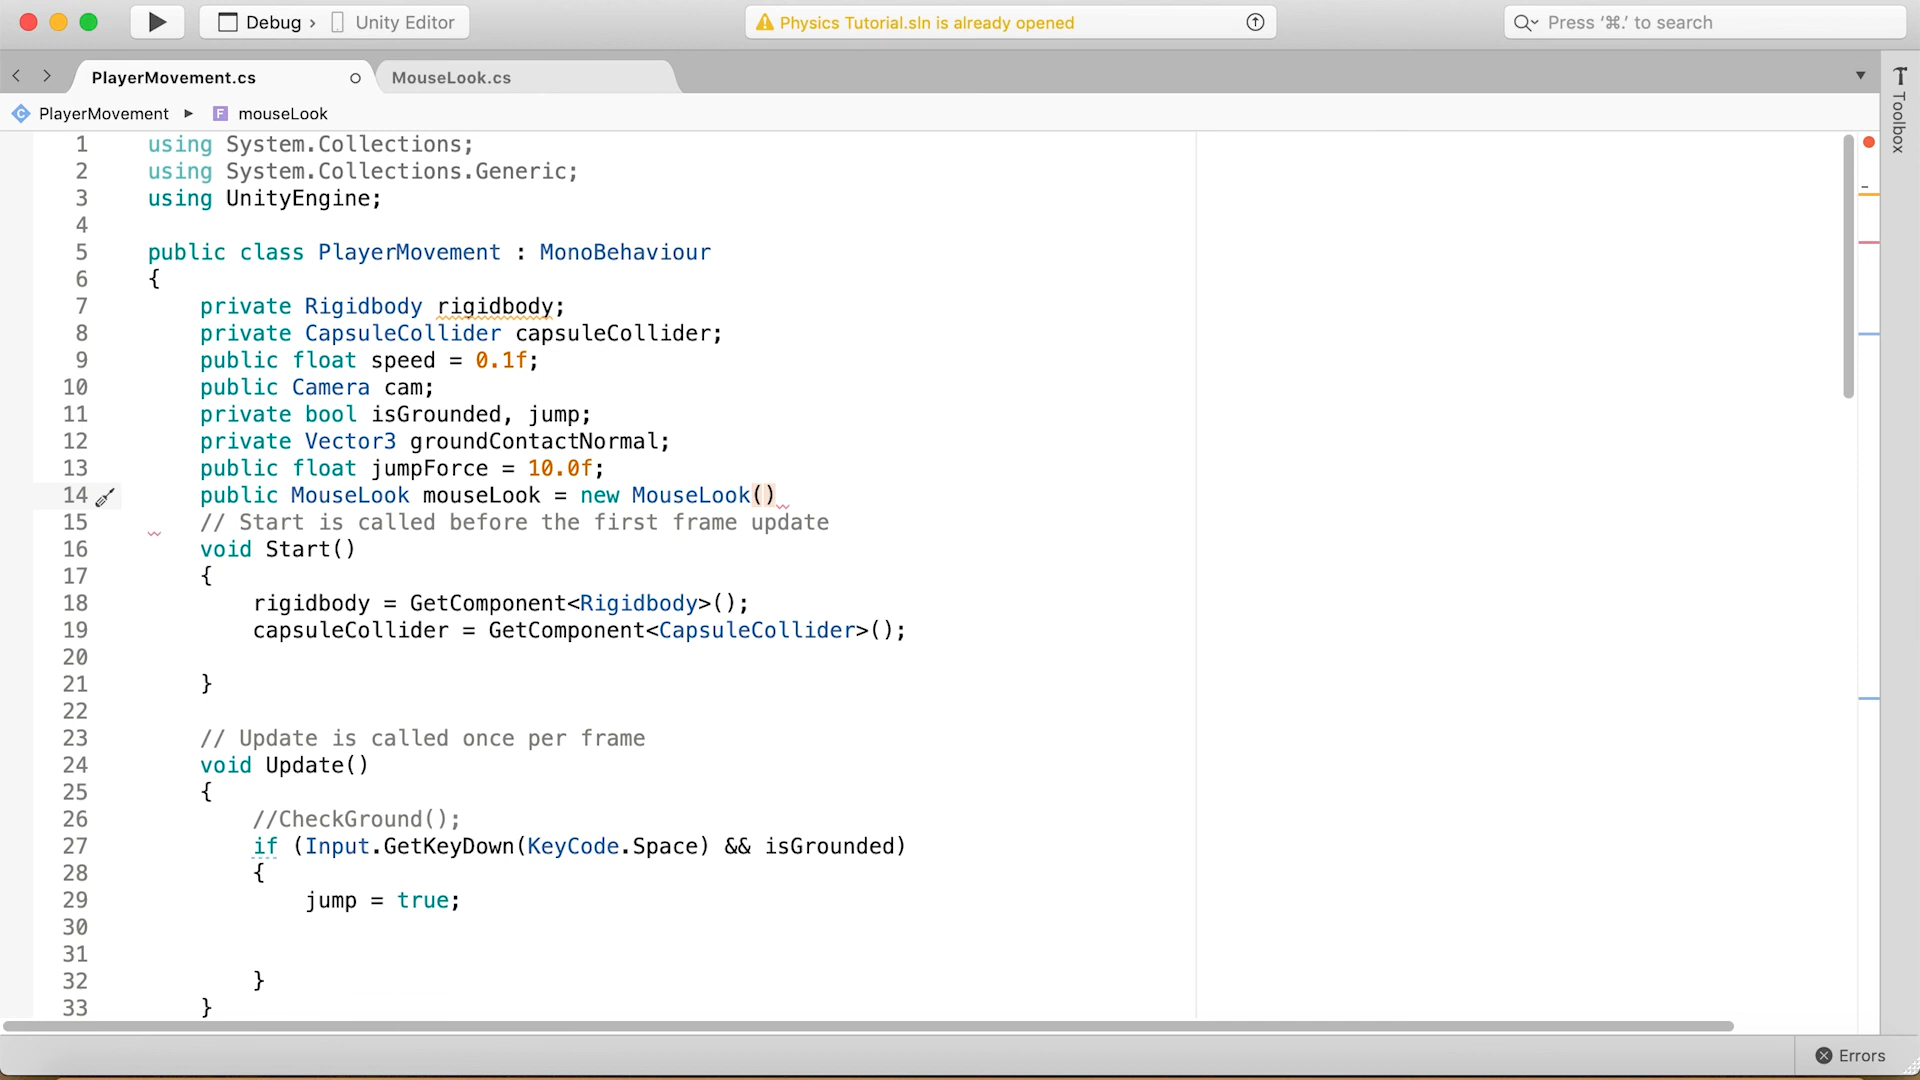 Debug › Unity Editor
Physics Tutorial.sln is already opened
Press ‘⌘.’ to search
PlayerMovement.cs
MouseLook.cs
Toolbox
PlayerMovement ▸ F mouseLook
1 using System.Collections;
2 using System.Collections.Generic;
3 using UnityEngine;
4
5 public class PlayerMovement : MonoBehaviour
6 {
7 private Rigidbody rigidbody;
8 private CapsuleCollider capsuleCollider;
9 public float speed = 0.1f;
10 public Camera cam;
11 private bool isGrounded, jump;
12 private Vector3 groundContactNormal;
13 public float jumpForce = 10.0f;
14 public MouseLook mouseLook = new MouseLook()
15 // Start is called before the first frame update
16 void Start()
17 {
18 rigidbody = GetComponent<Rigidbody>();
19 capsuleCollider = GetComponent<CapsuleCollider>();
20
21 }
22
23 // Update is called once per frame
24 void Update()
25 {
26 //CheckGround();
27 if (Input.GetKeyDown(KeyCode.Space) && isGrounded)
28 {
29 jump = true;
30
31
32 }
33 }
Errors